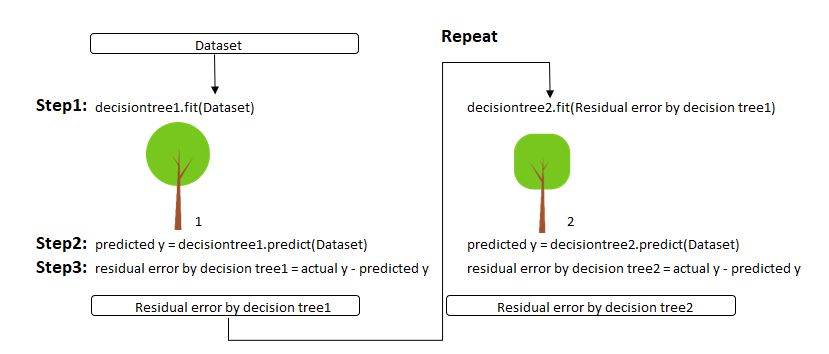 Dataset
Step1: decisiontree1.fit(Dataset)
1
Step2: predicted y = decisiontree1.predict(Dataset)
Step3: residual error by decision tree1 = actual y - predicted y
Residual error by decision tree1
Repeat
decisiontree2.fit(Residual error by decision tree1)
2
predicted y = decisiontree2.predict(Dataset)
residual error by decision tree2 = actual y - predicted y
Residual error by decision tree2